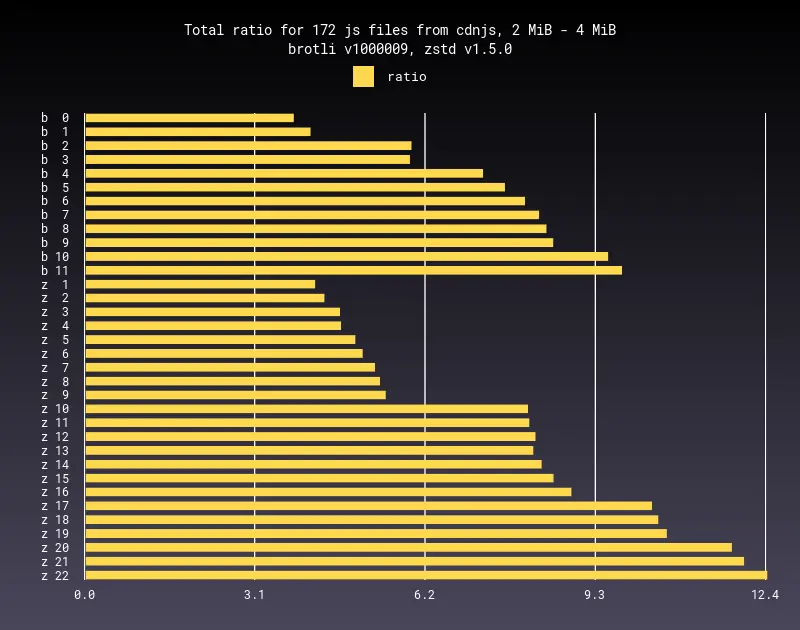 Total ratio for 172 js files from cdnjs, 2 MiB - 4 MiB
brotli v1000009, zstd v1.5.0
ratio
b 0
b 1
b 2
b 3
b 4
b 5
b 6
b 7
b 8
b 9
b 10
b 11
z 1
z 2
z 3
z 4
z 5
z 6
z 7
z 8
z 9
z 10
z 11
z 12
z 13
z 14
z 15
z 16
z 17
z 18
z 19
z 20
z 21
z 22
0.0 3.1 6.2 9.3 12.4